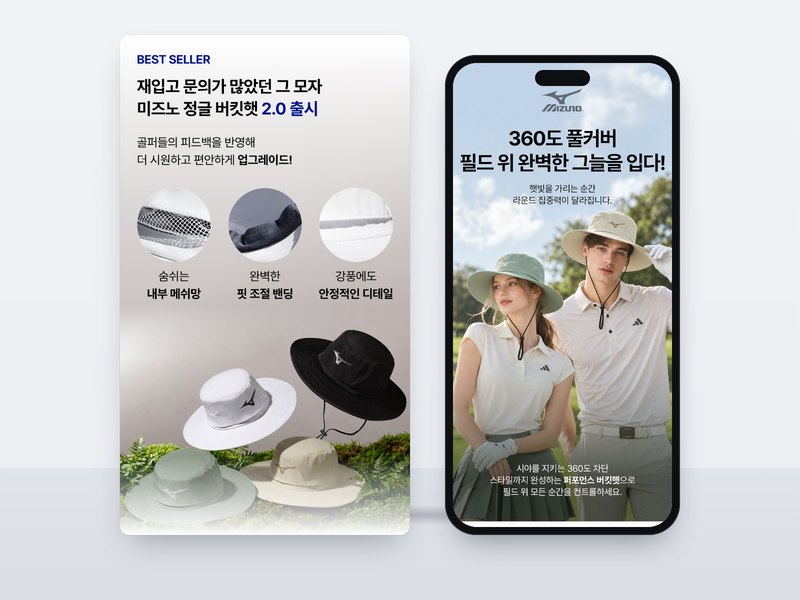 BEST SELLER
재입고 문의가 많았던 그 모자
미즈노 정글 버킷햇 2.0 출시
골퍼들의 피드백을 반영해
더 시원하고 편안하게 업그레이드!
숨쉬는
내부 메쉬망
완벽한
핏 조절 밴딩
강풍에도
안정적인 디테일
MIZUNO
360도 풀커버
필드 위 완벽한 그늘을 입다!
햇빛을 가리는 순간
라운드 집중력이 달라집니다.
시야를 지키는 360도 차단
스타일까지 완성하는 퍼포먼스 버킷햇으로
필드 위 모든 순간을 컨트롤하세요.